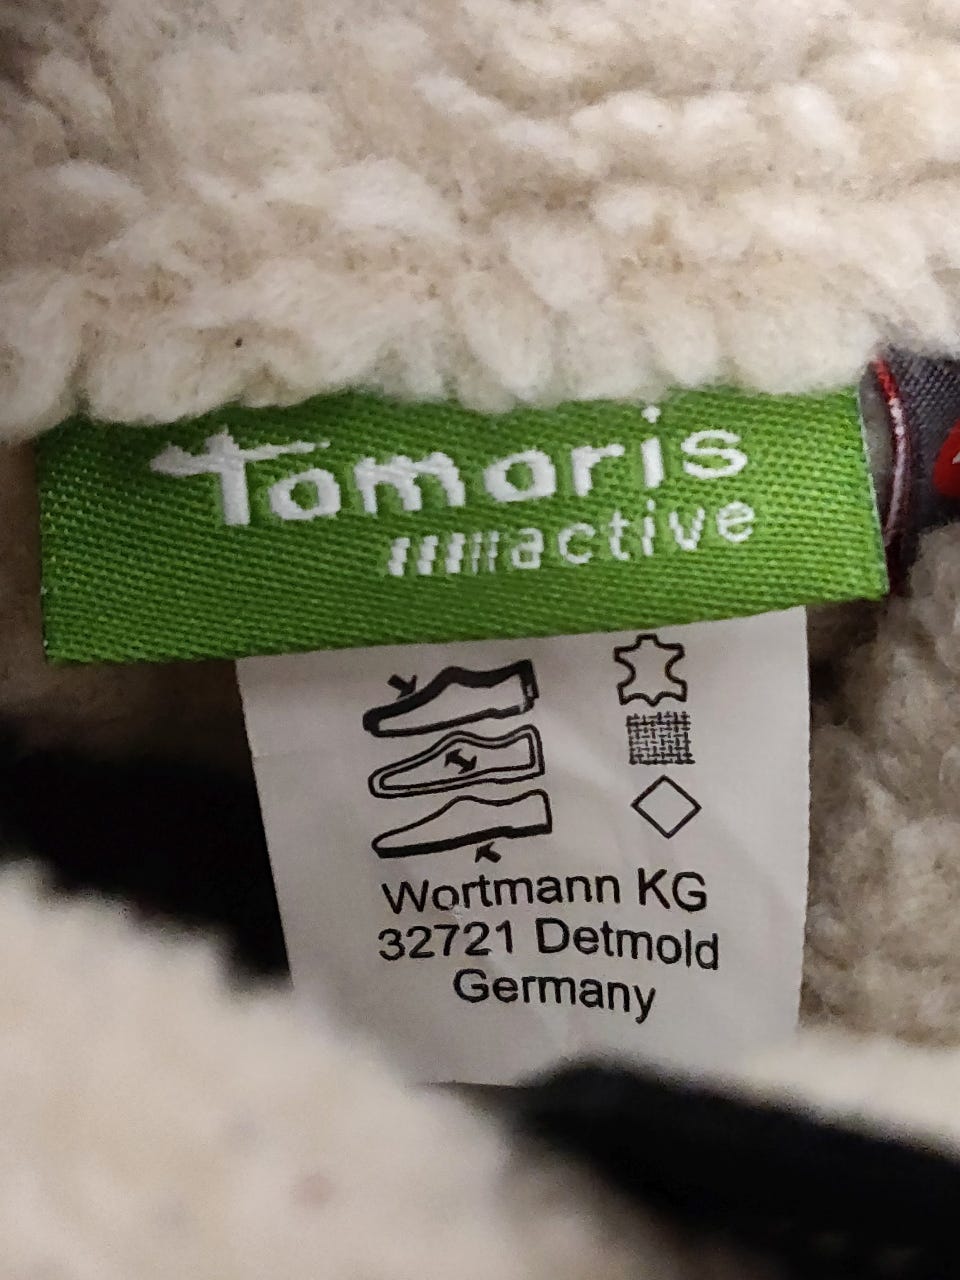 Tamaris
active
Wortmann KG
32721 Detmold
Germany